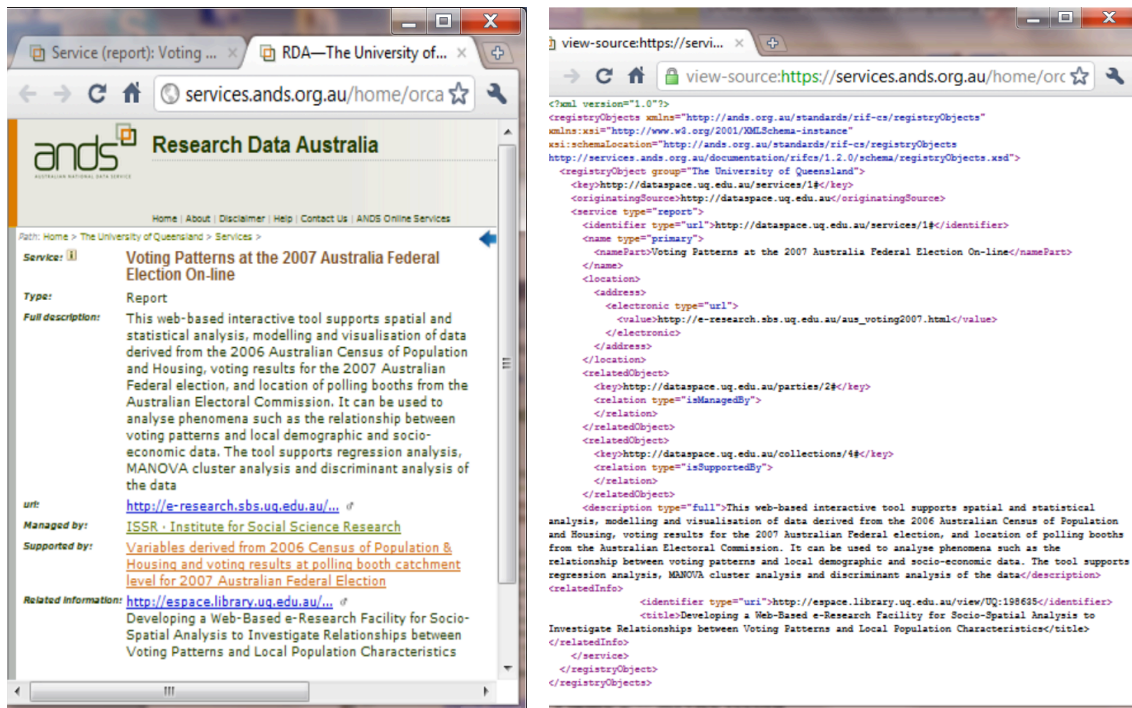 Service (report): Voting ...
RDA—The University of...
services.ands.org.au/home/orca
ands
AUSTRALIAN NATIONAL DATA SERVICE
Research Data Australia
Home | About | Disclaimer | Help | Contact Us | ANDS Online Services
Path: Home > The University of Queensland > Services >
Service:
Voting Patterns at the 2007 Australia Federal
Election On-line
Type:
Report
Full description:
This web-based interactive tool supports spatial and
statistical analysis, modelling and visualisation of data
derived from the 2006 Australian Census of Population
and Housing, voting results for the 2007 Australian
Federal election, and location of polling booths from the
Australian Electoral Commission. It can be used to
analyse phenomena such as the relationship between
voting patterns and local demographic and socio-
economic data. The tool supports regression analysis,
MANOVA cluster analysis and discriminant analysis of
the data
url:
http://e-research.sbs.uq.edu.au/...
Managed by:
ISSR - Institute for Social Science Research
Supported by:
Variables derived from 2006 Census of Population &
Housing and voting results at polling booth catchment
level for 2007 Australian Federal Election
Related Information:
http://espace.library.uq.edu.au/...
Developing a Web-Based e-Research Facility for Socio-
Spatial Analysis to Investigate Relationships between
Voting Patterns and Local Population Characteristics
view-source:https://servi...
view-source:https://services.ands.org.au/home/orc
<?xml version="1.0"?>
<registryObjects xmlns="http://ands.org.au/standards/rif-cs/registryObjects"
xmlns:xsi="http://www.w3.org/2001/XMLSchema-instance"
xsi:schemaLocation="http://ands.org.au/standards/rif-cs/registryObjects
http://services.ands.org.au/documentation/rifcs/1.2.0/schema/registryObjects.xsd">
<registryObject group="The University of Queensland">
<key>http://dataspace.uq.edu.au/services/1#</key>
<originatingSource>http://dataspace.uq.edu.au</originatingSource>
<service type="report">
<identifier type="url">http://dataspace.uq.edu.au/services/1#</identifier>
<name type="primary">
<namePart>Voting Patterns at the 2007 Australia Federal Election On-line</namePart>
</name>
<location>
<address>
<electronic type="url">
<value>http://e-research.sbs.uq.edu.au/aus_voting2007.html</value>
</electronic>
</address>
</location>
<relatedObject>
<key>http://dataspace.uq.edu.au/parties/2#</key>
<relation type="isManagedBy">
</relation>
</relatedObject>
<relatedObject>
<key>http://dataspace.uq.edu.au/collections/4#</key>
<relation type="isSupportedBy">
</relation>
</relatedObject>
<description type="full">This web-based interactive tool supports spatial and statistical
analysis, modelling and visualisation of data derived from the 2006 Australian Census of Population
and Housing, voting results for the 2007 Australian Federal election, and location of polling booths
from the Australian Electoral Commission. It can be used to analyse phenomena such as the
relationship between voting patterns and local demographic and socio-economic data. The tool supports
regression analysis, MANOVA cluster analysis and discriminant analysis of the data</description>
<relatedInfo>
<identifier type="uri">http://espace.library.uq.edu.au/view/UQ:198635</identifier>
<title>Developing a Web-Based e-Research Facility for Socio-Spatial Analysis to
Investigate Relationships between Voting Patterns and Local Population Characteristics</title>
</relatedInfo>
</service>
</registryObject>
</registryObjects>